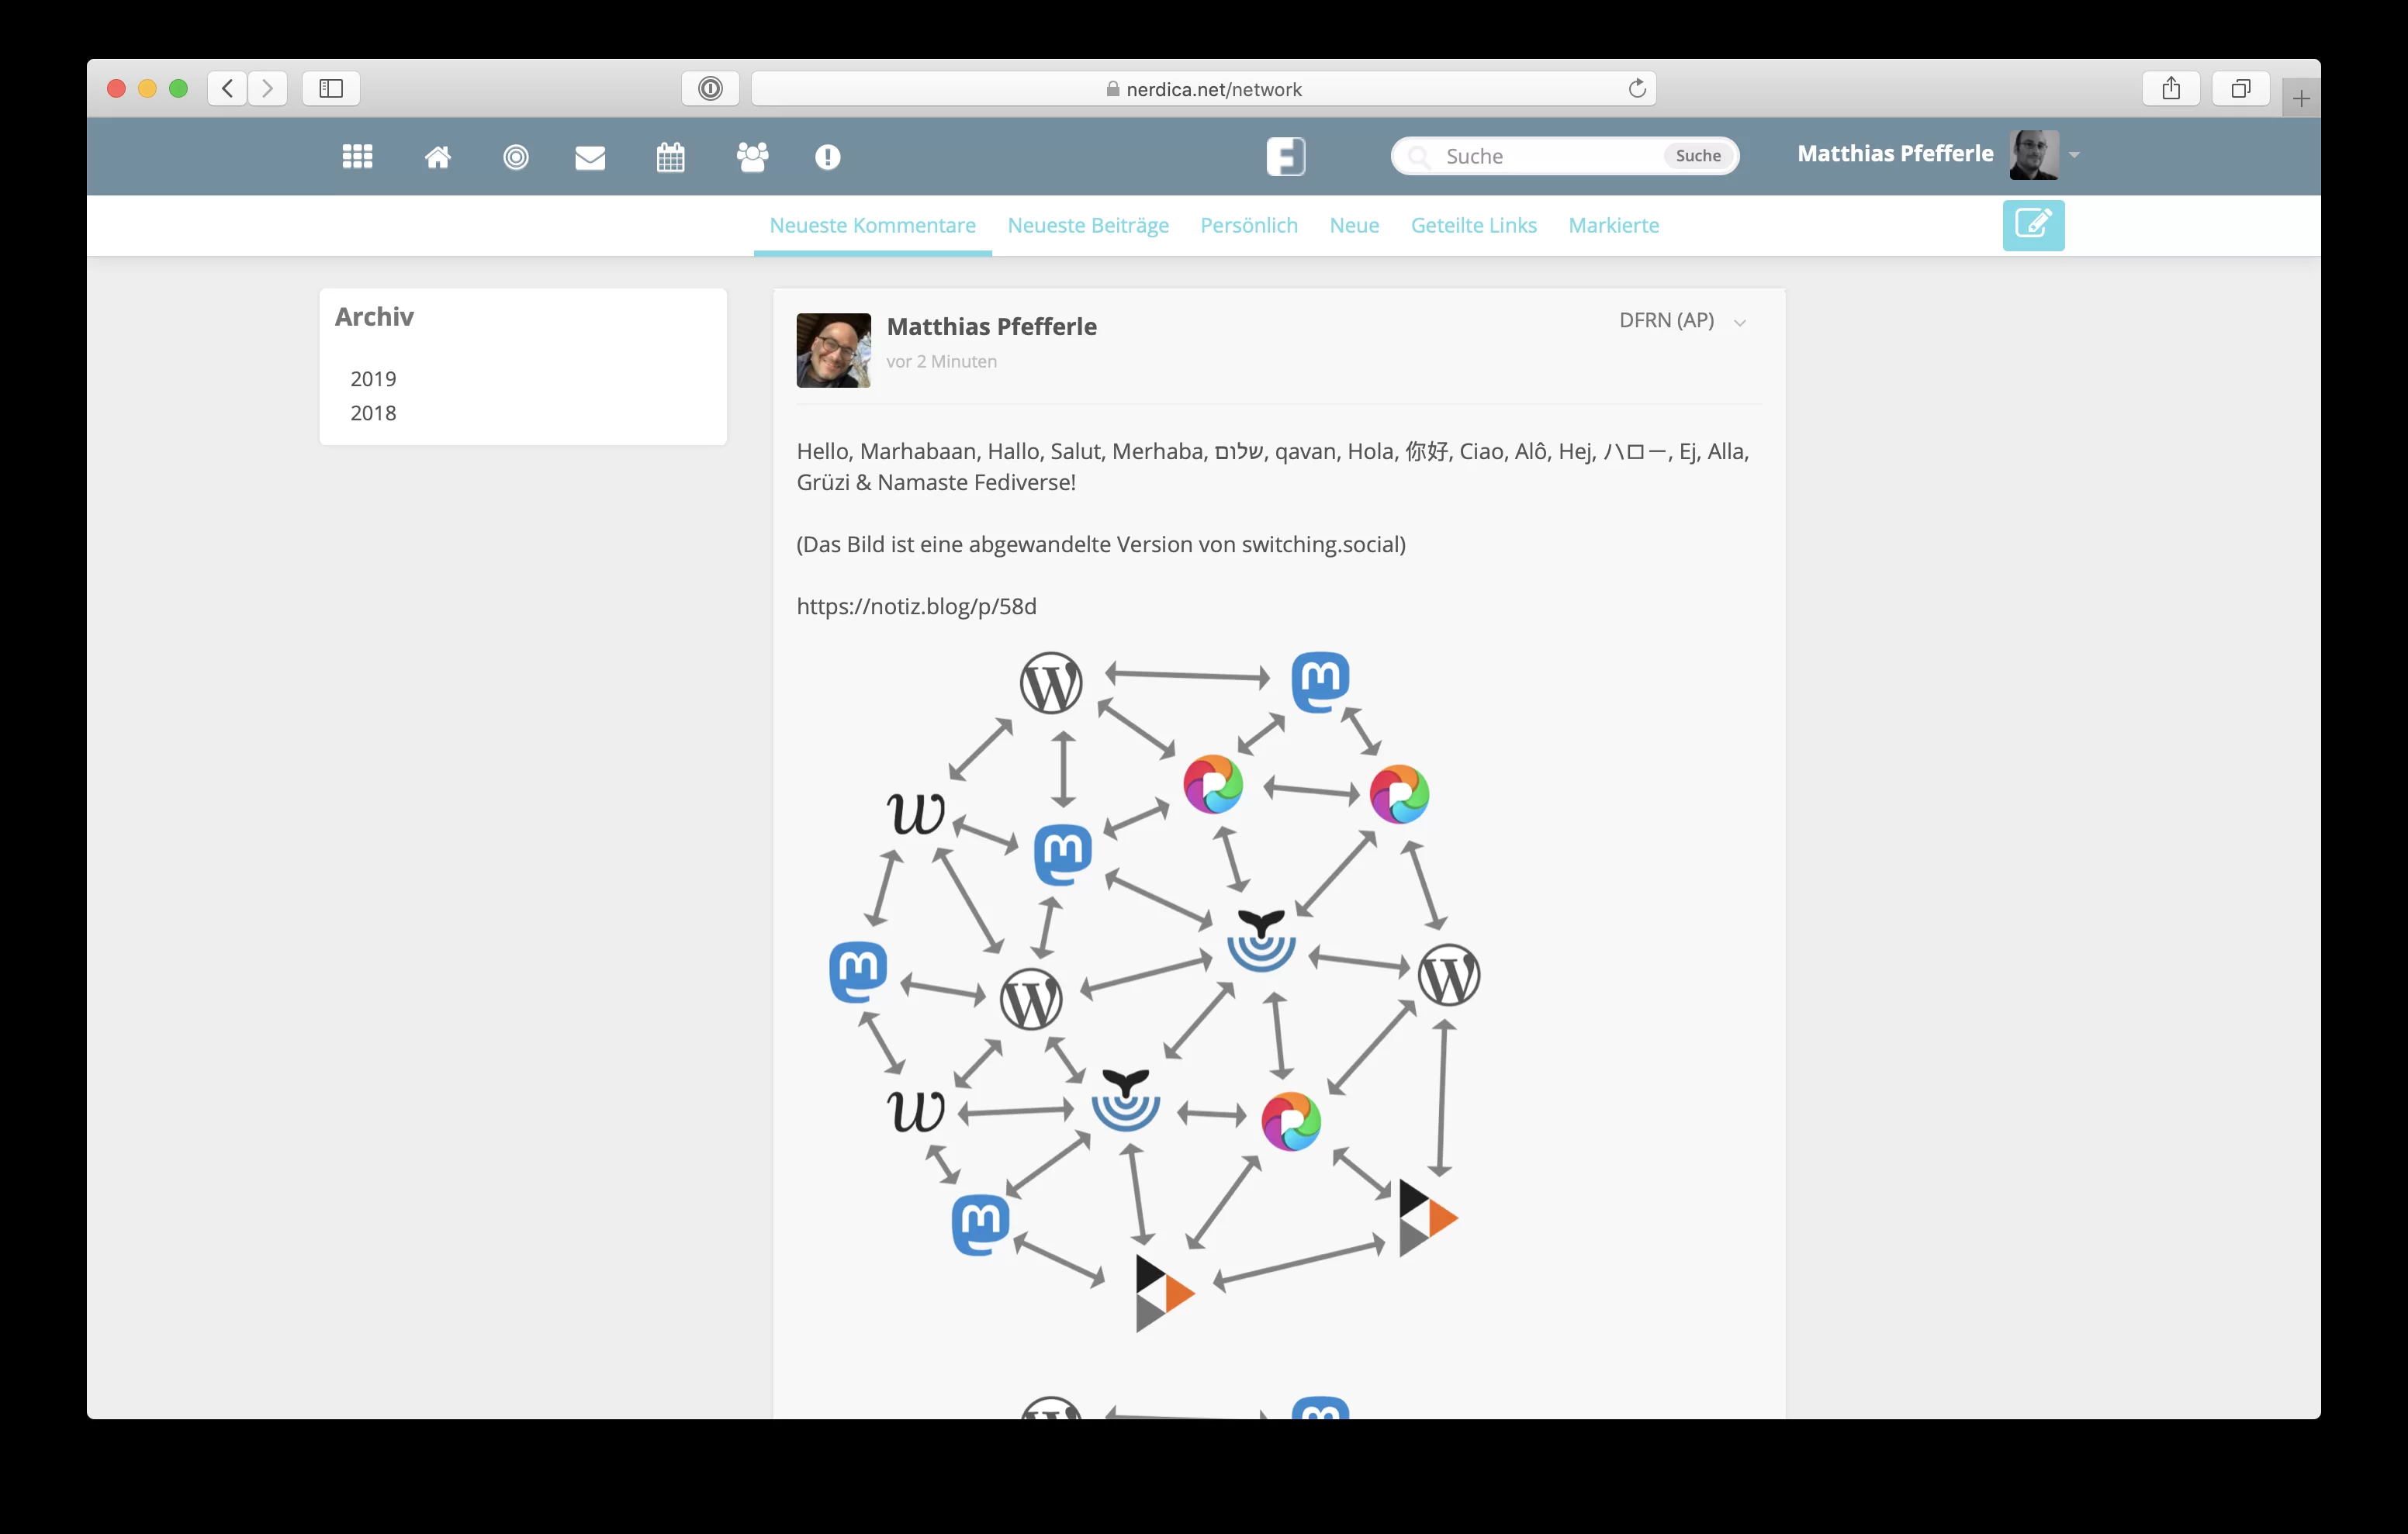 nerdica.net/network
Suche
Suche
Matthias Pfefferle
Neueste Kommentare
Neueste Beiträge
Persönlich
Neue
Geteilte Links
Markierte
Archiv
2019
2018
Matthias Pfefferle
DFRN (AP)
vor 2 Minuten
Hello, Marhabaan, Hallo, Salut, Merhaba, שלום, qavan, Hola, 你好, Ciao, Alô, Hej, ハロー, Ej, Alla,
Grüzi & Namaste Fediverse!
(Das Bild ist eine abgewandelte Version von switching.social)
https://notiz.blog/p/58d